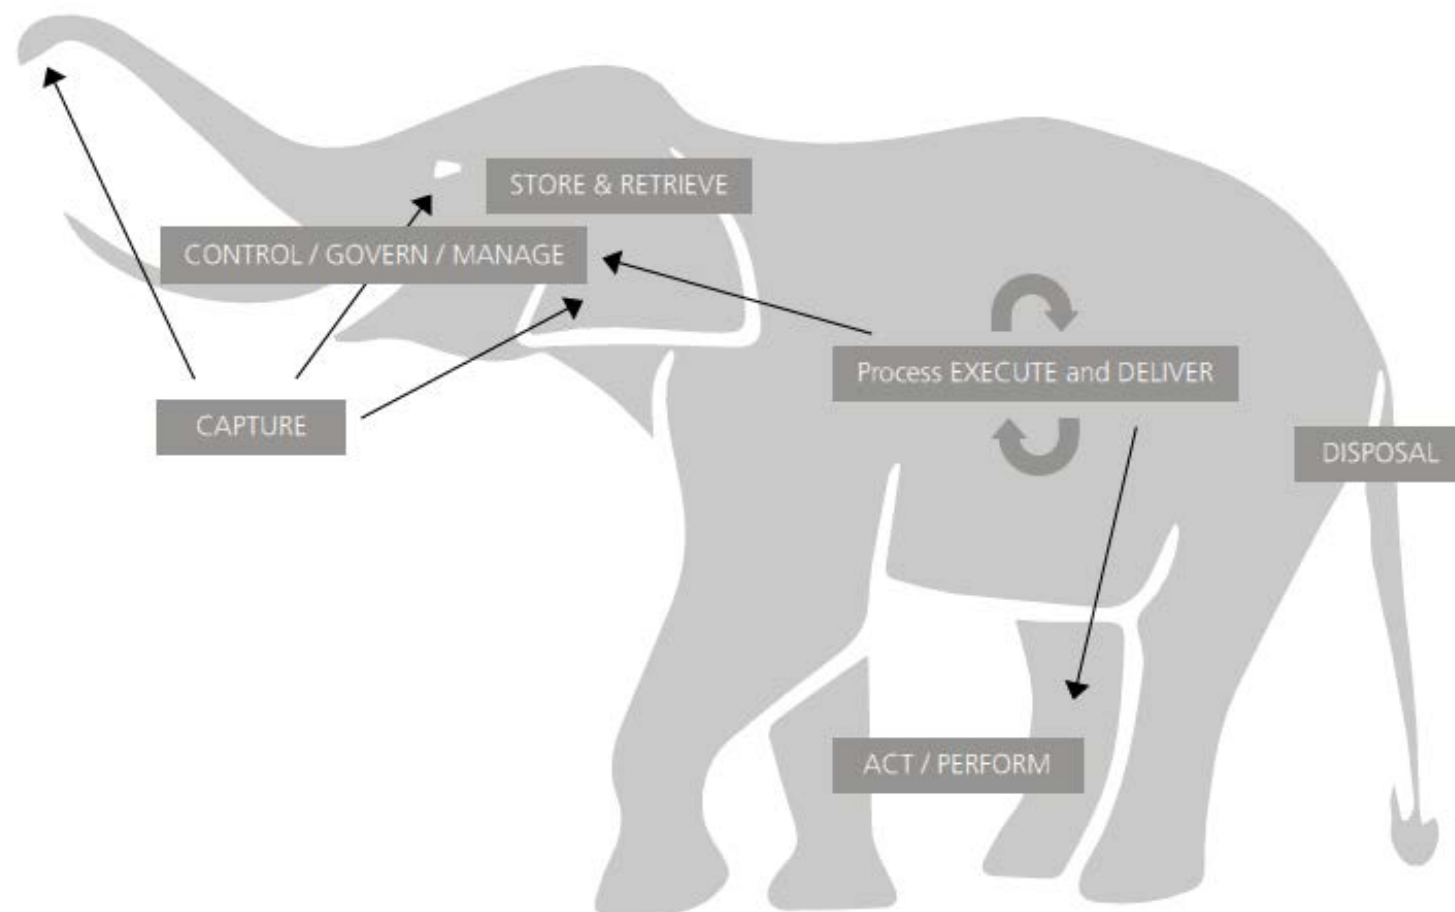 STORE & RETRIEVE
CONTROL / GOVERN / MANAGE
Process EXECUTE and DELIVER
CAPTURE
DISPOSAL
ACT / PERFORM